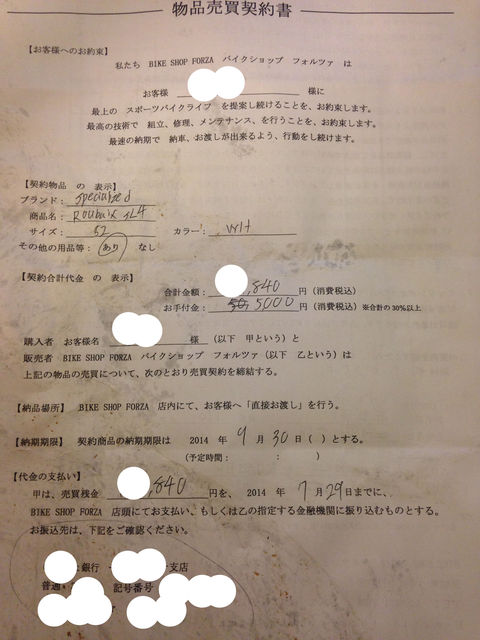 物品売買契約書
【お客様へのお約束】
私たち BIKE SHOP FORZA バイクショップ フォルツァ は
お客様 様に
最上の スポーツバイクライフ を提案し続けることを、お約束します。
最高の技術で 組立、修理、メンテナンス、を行うことを、お約束します。
最速の納期で 納車、お渡しが出来るよう、行動をし続けます。
【契約物品 の 表示】
ブランド: Specialized
商品名: Roubaix SL4
サイズ: 52 カラー: WH
その他の用品等: あり なし
【契約合計代金 の 表示】
合計金額: ,840 円（消費税込）
お手付金: 5000 円（消費税込）※合計の30%以上
購入者 お客様名 様（以下 甲という）と
販売者 BIKE SHOP FORZA バイクショップ フォルツァ（以下 乙という）は
上記の物品の売買について、次のとおり売買契約を締結する。
【納品場所】 BIKE SHOP FORZA 店内にて、お客様へ「直接お渡し」を行う。
【納期期限】 契約商品の納期期限は 2014 年 9 月 30 日（ ）とする。
（予定時間： ： ）
【代金の支払い】
甲は、売買残金 ,840 円を、 2014 年 7 月 29 日までに、
BIKE SHOP FORZA 店頭にてお支払い、もしくは乙の指定する金融機関に振り込むものとする。
お振込先は、下記をご確認ください。
銀行 支店
普通 記号番号